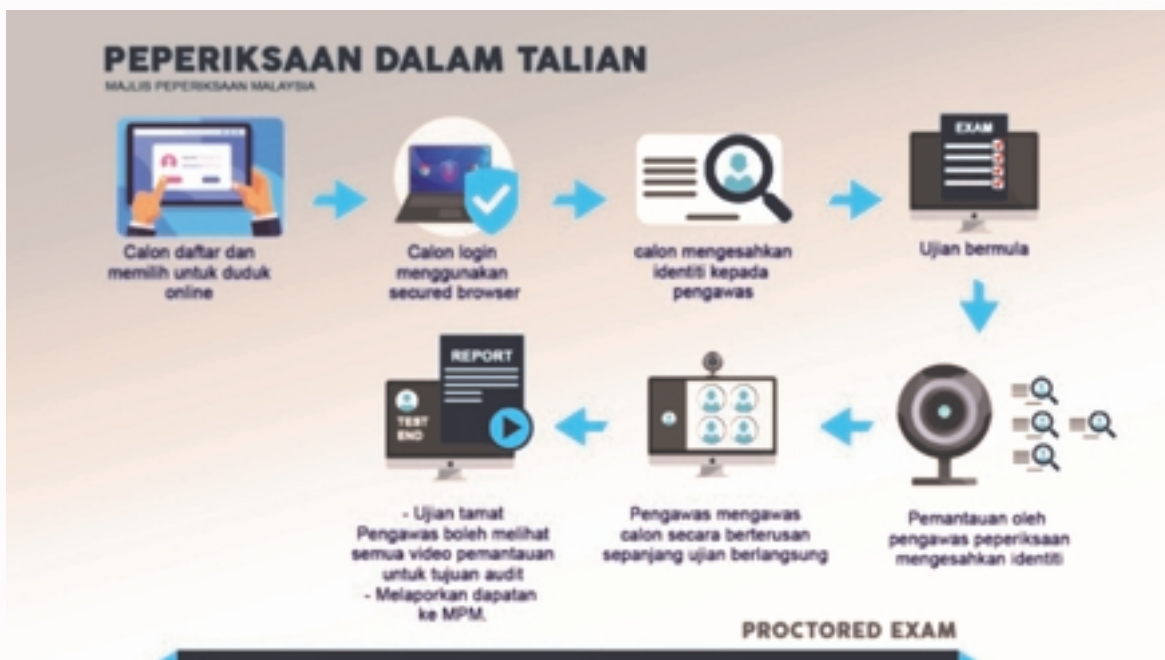 PEPERIKSAAN DALAM TALIAN
MAJLIS PEPERIKSAAN MALAYSIA
Calon daftar dan
memilih untuk duduk
online
Calon login
menggunakan
secured browser
calon mengesahkan
identiti kepada
pengawas
EXAM
Ujian bermula
REPORT
TEST
END
- Ujian tamat
Pengawas boleh melihat
semua video pemantauan
untuk tujuan audit
- Melaporkan dapatan
ke MPM.
Pengawas mengawas
calon secara berterusan
sepanjang ujian berlangsung
Pemantauan oleh
pengawas peperiksaan
mengesahkan identiti
PROCTORED EXAM